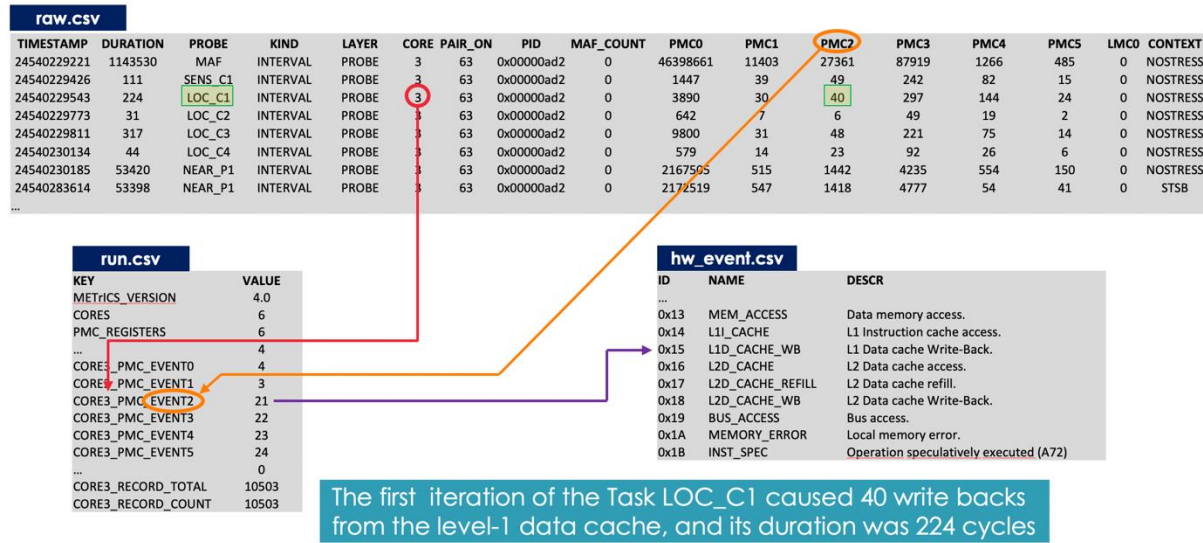 raw.csv
TIMESTAMP DURATION PROBE KIND LAYER CORE PAIR_ON PID MAF_COUNT PMC0 PMC1 PMC2 PMC3 PMC4 PMC5 LMC0 CONTEXT
24540229221 1143530 MAF INTERVAL PROBE 3 63 0x00000ad2 0 46398661 11403 27361 87919 1266 485 0 NOSTRESS
24540229426 111 SENS_C1 INTERVAL PROBE 3 63 0x00000ad2 0 1447 39 49 242 82 15 0 NOSTRESS
24540229543 224 LOC_C1 INTERVAL PROBE 3 63 0x00000ad2 0 3890 30 40 297 144 24 0 NOSTRESS
24540229773 31 LOC_C2 INTERVAL PROBE 3 63 0x00000ad2 0 642 7 6 49 19 2 0 NOSTRESS
24540229811 317 LOC_C3 INTERVAL PROBE 3 63 0x00000ad2 0 9800 31 48 221 75 14 0 NOSTRESS
24540230134 44 LOC_C4 INTERVAL PROBE 3 63 0x00000ad2 0 579 14 23 92 26 6 0 NOSTRESS
24540230185 53420 NEAR_P1 INTERVAL PROBE 3 63 0x00000ad2 0 2167505 515 1442 4235 554 150 0 NOSTRESS
24540283614 53398 NEAR_P1 INTERVAL PROBE 3 63 0x00000ad2 0 2172519 547 1418 4777 54 41 0 STSB
...
run.csv
KEY VALUE
METrICS_VERSION 4.0
CORES 6
PMC_REGISTERS 6
... 4
CORE3_PMC_EVENT0 4
CORE3_PMC_EVENT1 3
CORE3_PMC_EVENT2 21
CORE3_PMC_EVENT3 22
CORE3_PMC_EVENT4 23
CORE3_PMC_EVENT5 24
... 0
CORE3_RECORD_TOTAL 10503
CORE3_RECORD_COUNT 10503
hw_event.csv
ID NAME DESCR
...
0x13 MEM_ACCESS Data memory access.
0x14 L1I_CACHE L1 Instruction cache access.
0x15 L1D_CACHE_WB L1 Data cache Write-Back.
0x16 L2D_CACHE L2 Data cache access.
0x17 L2D_CACHE_REFILL L2 Data cache refill.
0x18 L2D_CACHE_WB L2 Data cache Write-Back.
0x19 BUS_ACCESS Bus access.
0x1A MEMORY_ERROR Local memory error.
0x1B INST_SPEC Operation speculatively executed (A72)
The first iteration of the Task LOC_C1 caused 40 write backs
from the level-1 data cache, and its duration was 224 cycles